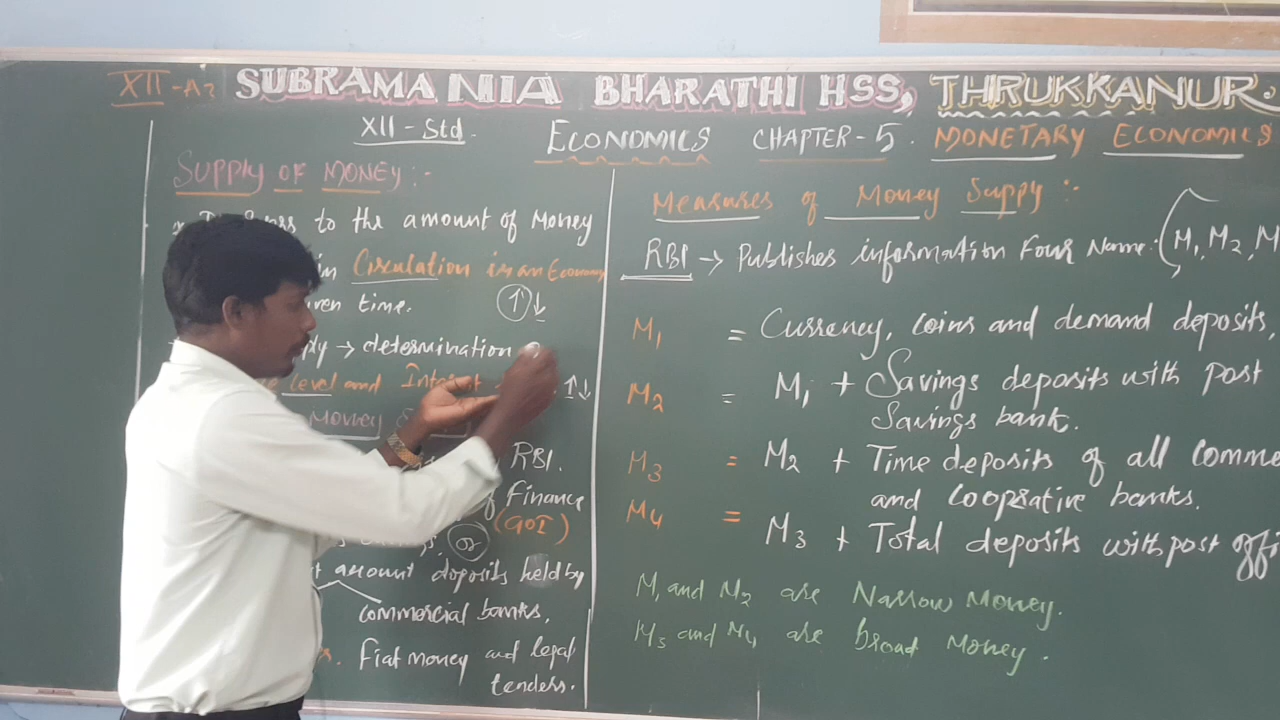 XII-A2 SUBRAMANIA BHARATHI HSS, THRUKKANUR.
XII-Std. ECONOMICS CHAPTER-5. MONETARY ECONOMICS
SUPPLY OF MONEY:-
to the amount of Money
in Circulation in an Economy
time. ↑↓
→ determination
level and ↑↓
MONEY
RBI.
Finance
(GOI)
or
amount deposits held by
commercial banks.
Fiat money and legal
tenders.
Measures of Money Supply:-
RBI → Publishes information Four Name:- (M1, M2, M
M1 = Currency, coins and demand deposits,
M2 = M1 + Savings deposits with post
Savings bank.
M3 = M2 + Time deposits of all comme
and cooprative banks.
M4 = M3 + Total deposits with post offi
M1 and M2 are Narrow Money.
M3 and M4 are broad Money.